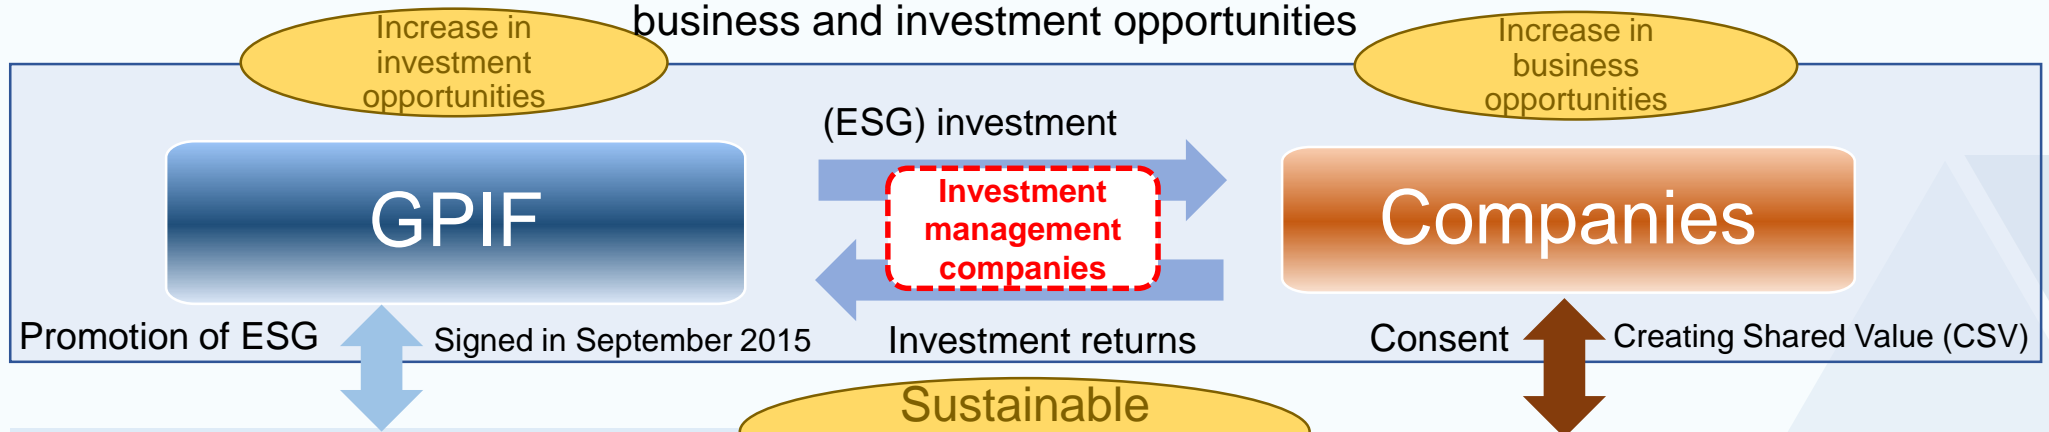 business and investment opportunities
Increase in
investment
opportunities
Increase in
business
opportunities
(ESG) investment
GPIF
Investment
management
companies
Companies
Promotion of ESG
Signed in September 2015
Investment returns
Consent
Creating Shared Value (CSV)
Sustainable